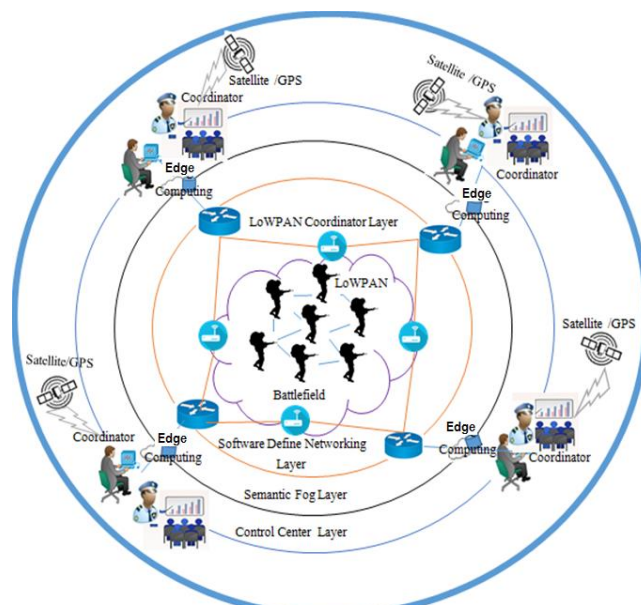 Satellite /GPS
Coordinator
Satellite /GPS
Coordinator
Edge
Computing
Edge
Computing
LoWPAN Coordinator Layer
LoWPAN
Satellite/GPS
Satellite/GPS
Battlefield
Coordinator
Edge
Computing
Software Define Networking
Layer
Edge
Computing
Coordinator
Semantic Fog Layer
Control Center Layer